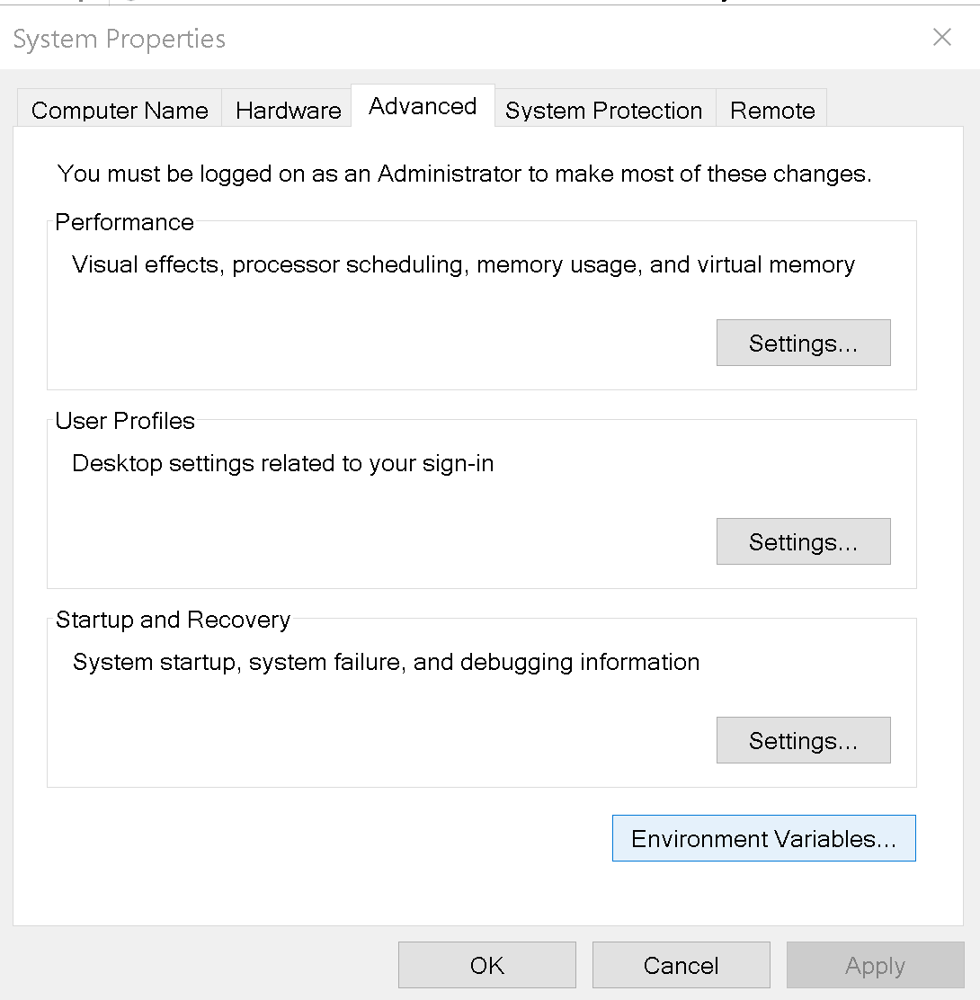 System Properties
Computer Name
Hardware
Advanced
System Protection
Remote
You must be logged on as an Administrator to make most of these changes.
Performance
Visual effects, processor scheduling, memory usage, and virtual memory
Settings...
User Profiles
Desktop settings related to your sign-in
Settings...
Startup and Recovery
System startup, system failure, and debugging information
Settings...
Environment Variables...
OK
Cancel
Apply